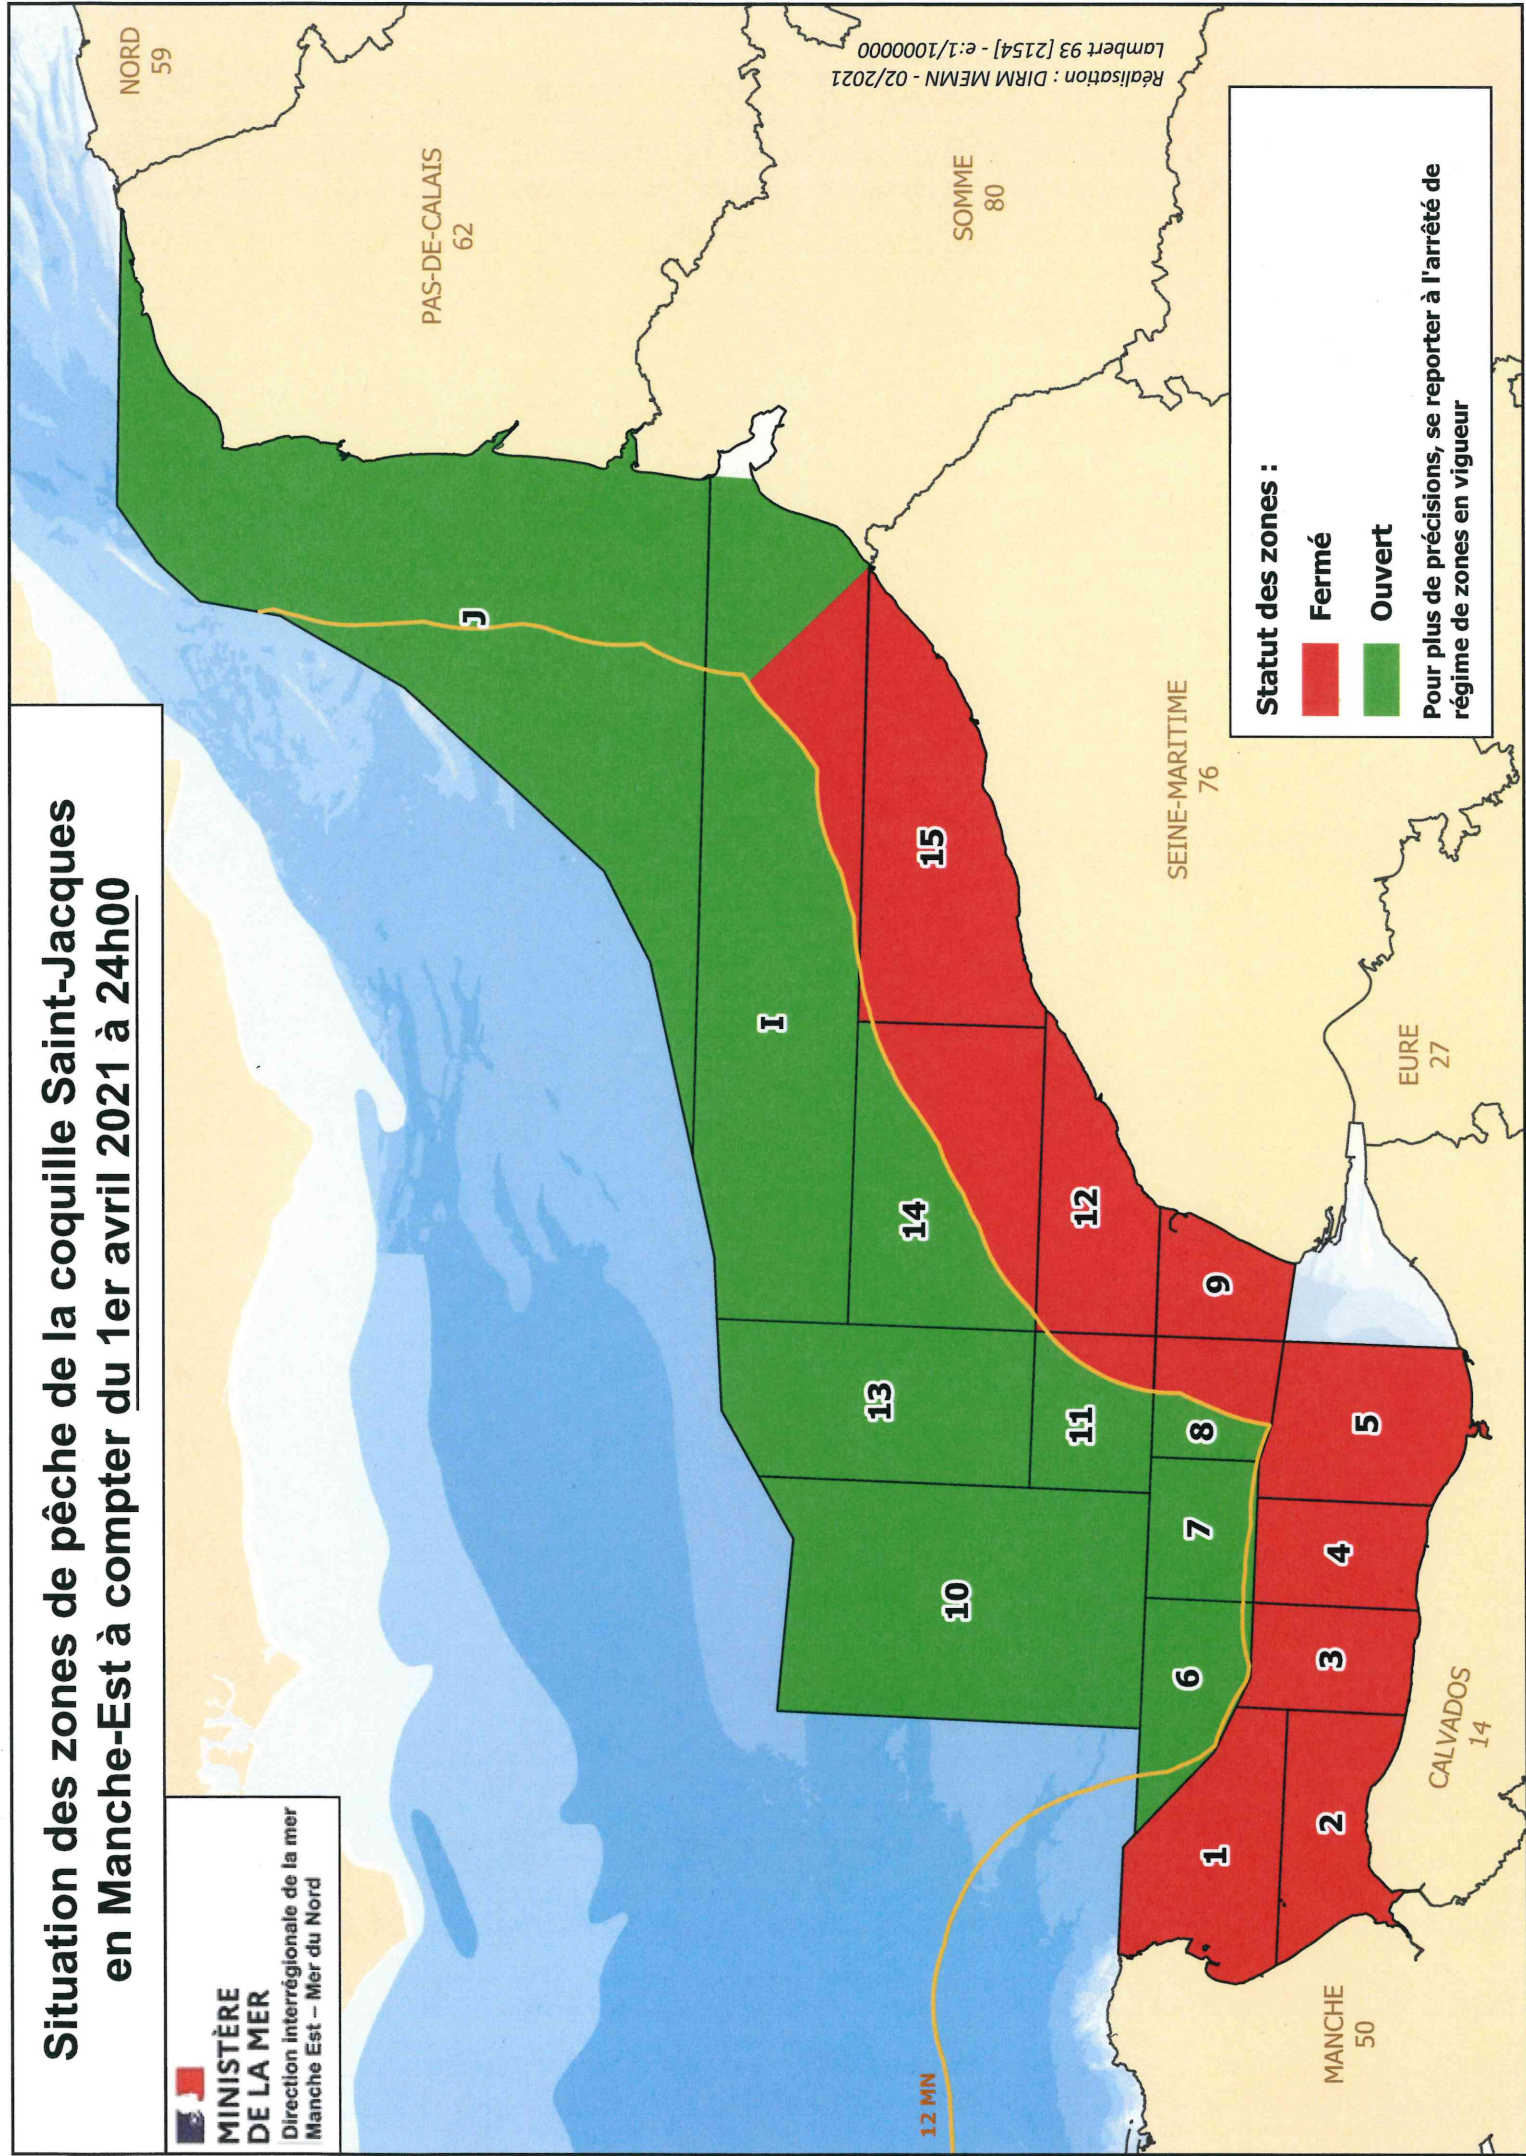 Situation des zones de pêche de la coquille Saint-Jacques
en Manche-Est à compter du 1er avril 2021 à 24h00
MINISTÈRE
DE LA MER
Direction interrégionale de la mer
Manche Est – Mer du Nord
NORD
59
PAS-DE-CALAIS
62
SOMME
80
SEINE-MARITIME
76
EURE
27
CALVADOS
14
MANCHE
50
12 MN
J
I
15
14
13
12
11
10
9
8
7
6
5
4
3
2
1
Statut des zones :
Fermé
Ouvert
Pour plus de précisions, se reporter à l'arrêté de
régime de zones en vigueur
Réalisation : DIRM MEMN - 02/2021
Lambert 93 [2154] - e:1/1000000